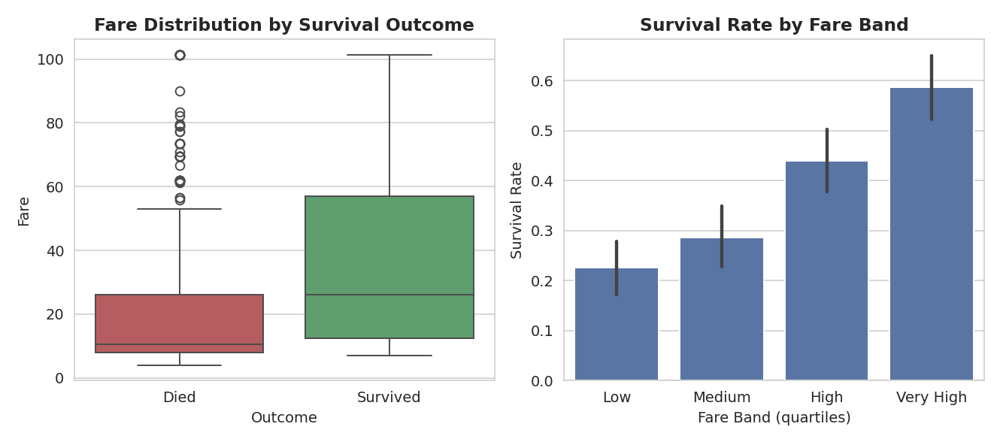 Fare Distribution by Survival Outcome
Fare
100
80
60
40
20
0
Died Survived
Outcome
Survival Rate by Fare Band
Survival Rate
0.6
0.5
0.4
0.3
0.2
0.1
0.0
Low Medium High Very High
Fare Band (quartiles)